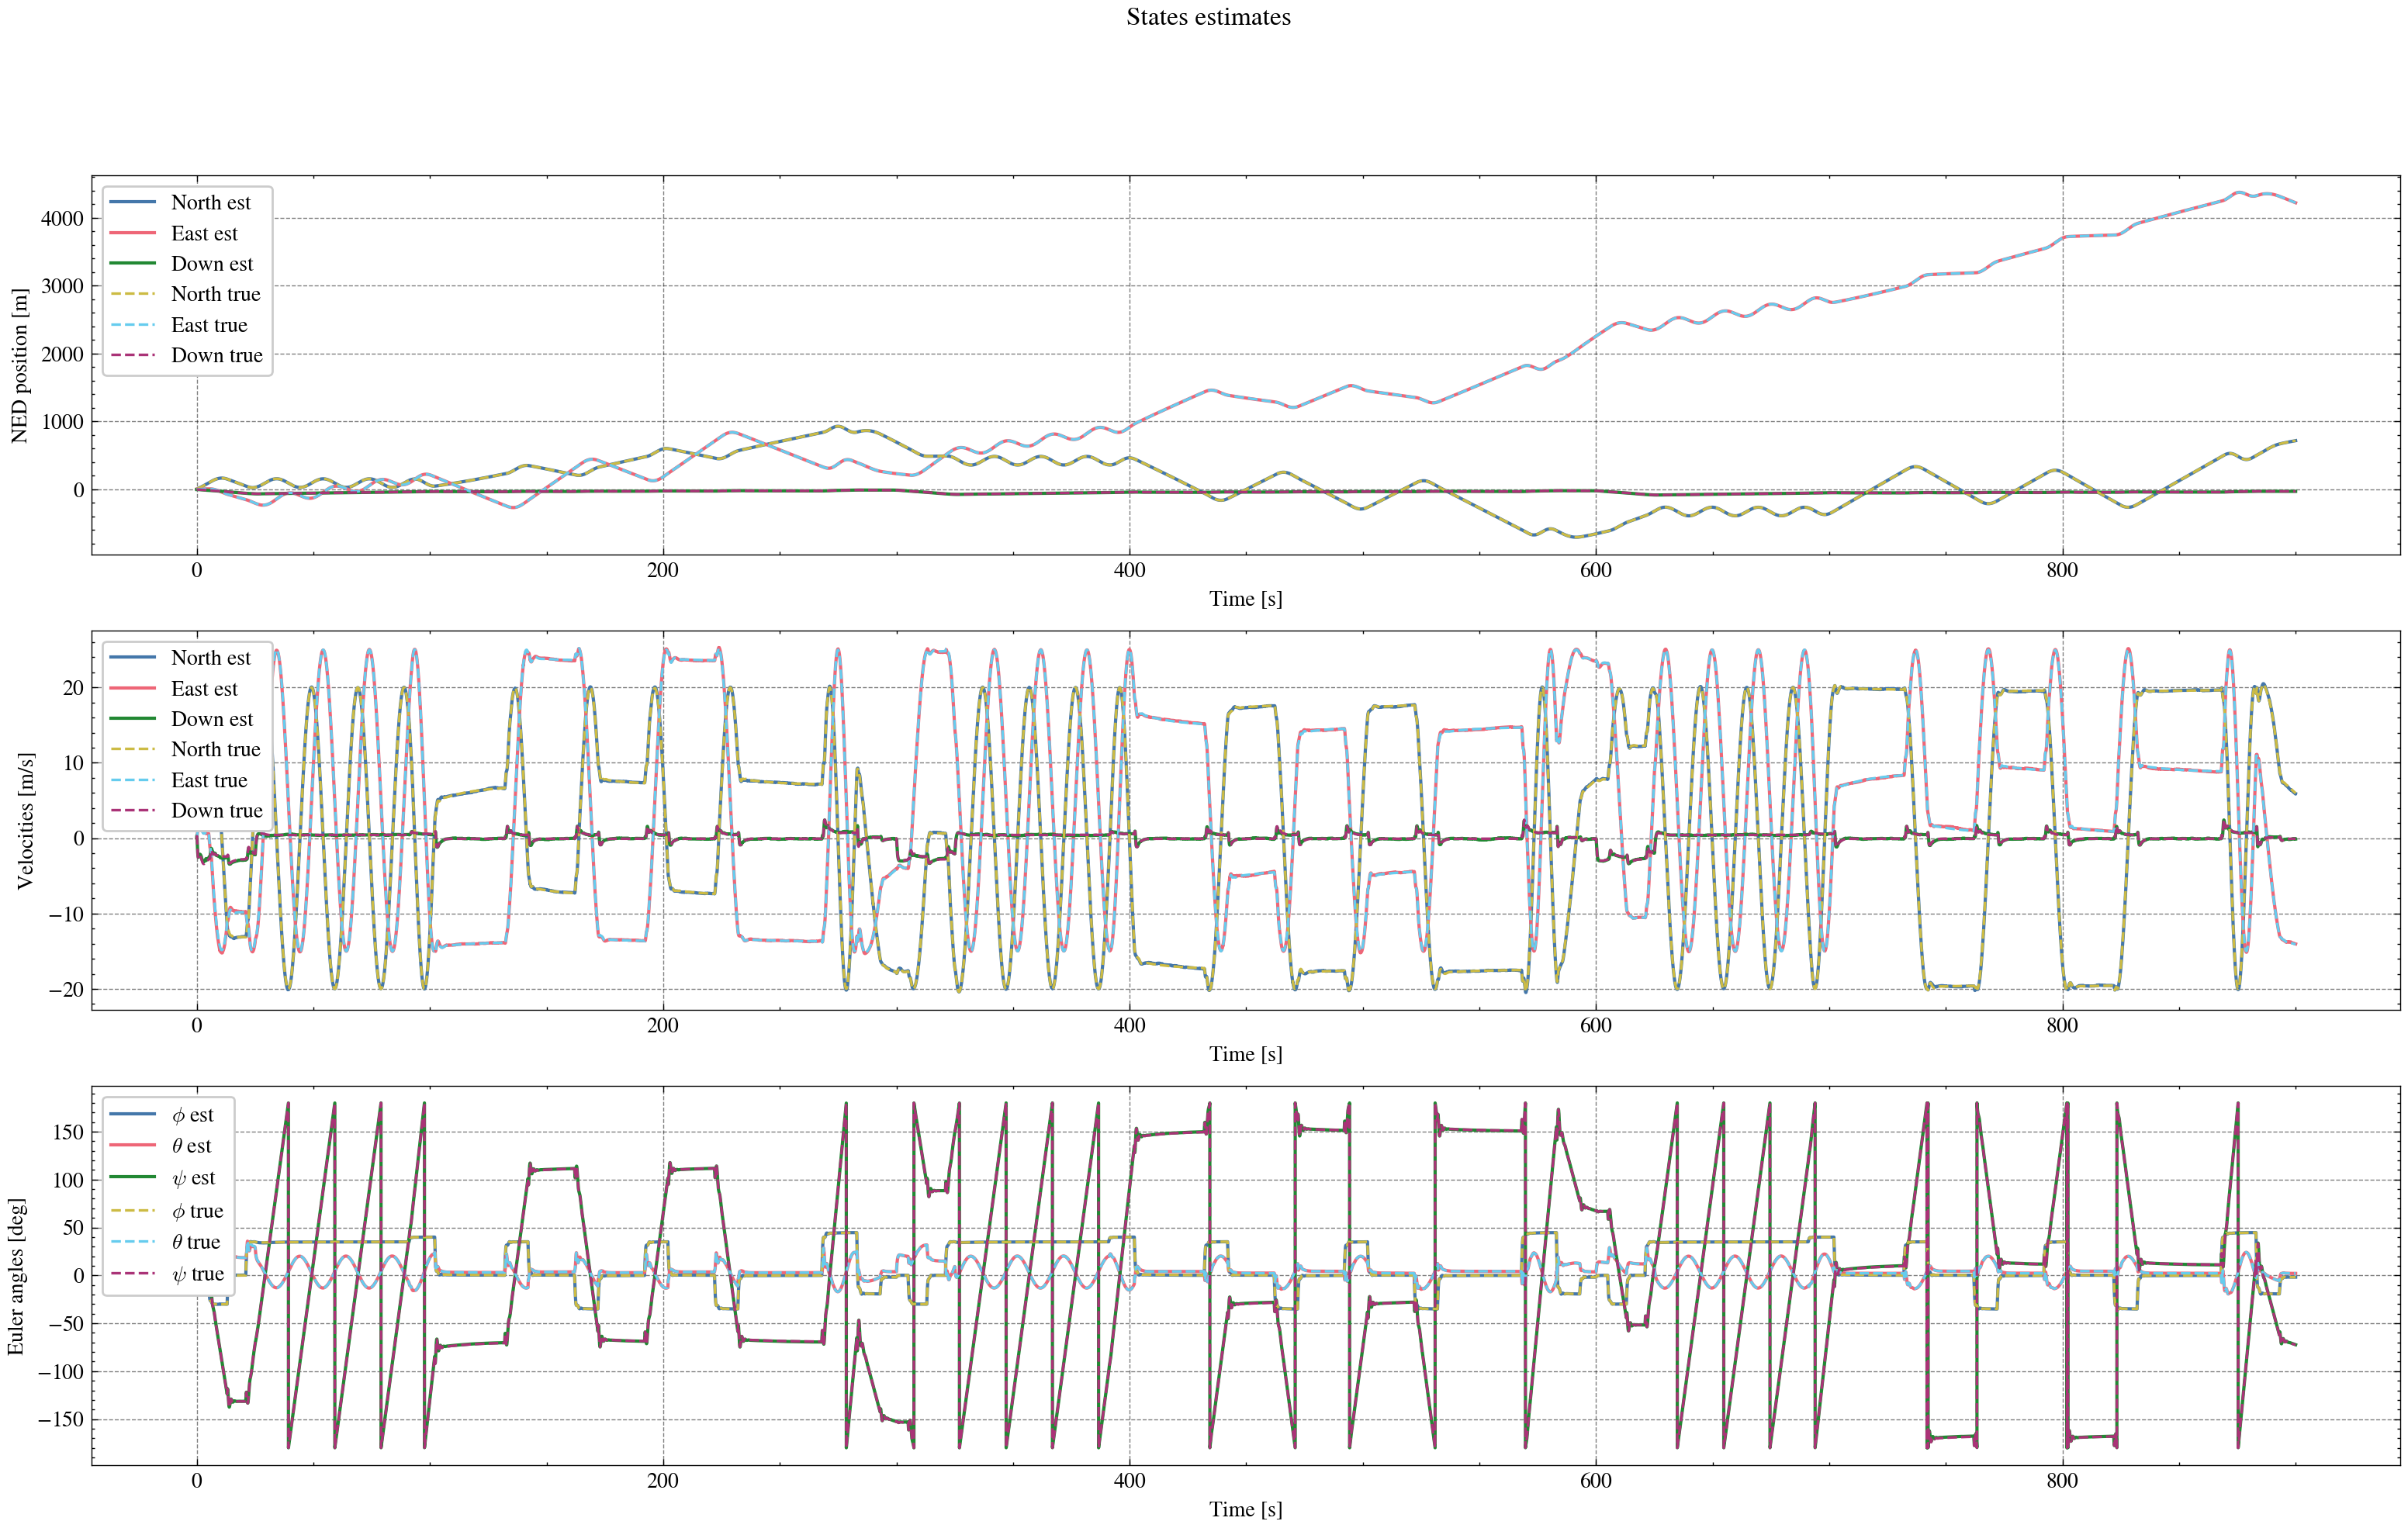 States estimates
North est
East est
Down est
North true
East true
Down true
NED position [m]
4000
3000
2000
1000
0
0 200 400 600 800
Time [s]
North est
East est
Down est
North true
East true
Down true
Velocities [m/s]
20
10
0
−10
−20
0 200 400 600 800
Time [s]
ϕ est
θ est
ψ est
ϕ true
θ true
ψ true
Euler angles [deg]
150
100
50
0
−50
−100
−150
0 200 400 600 800
Time [s]